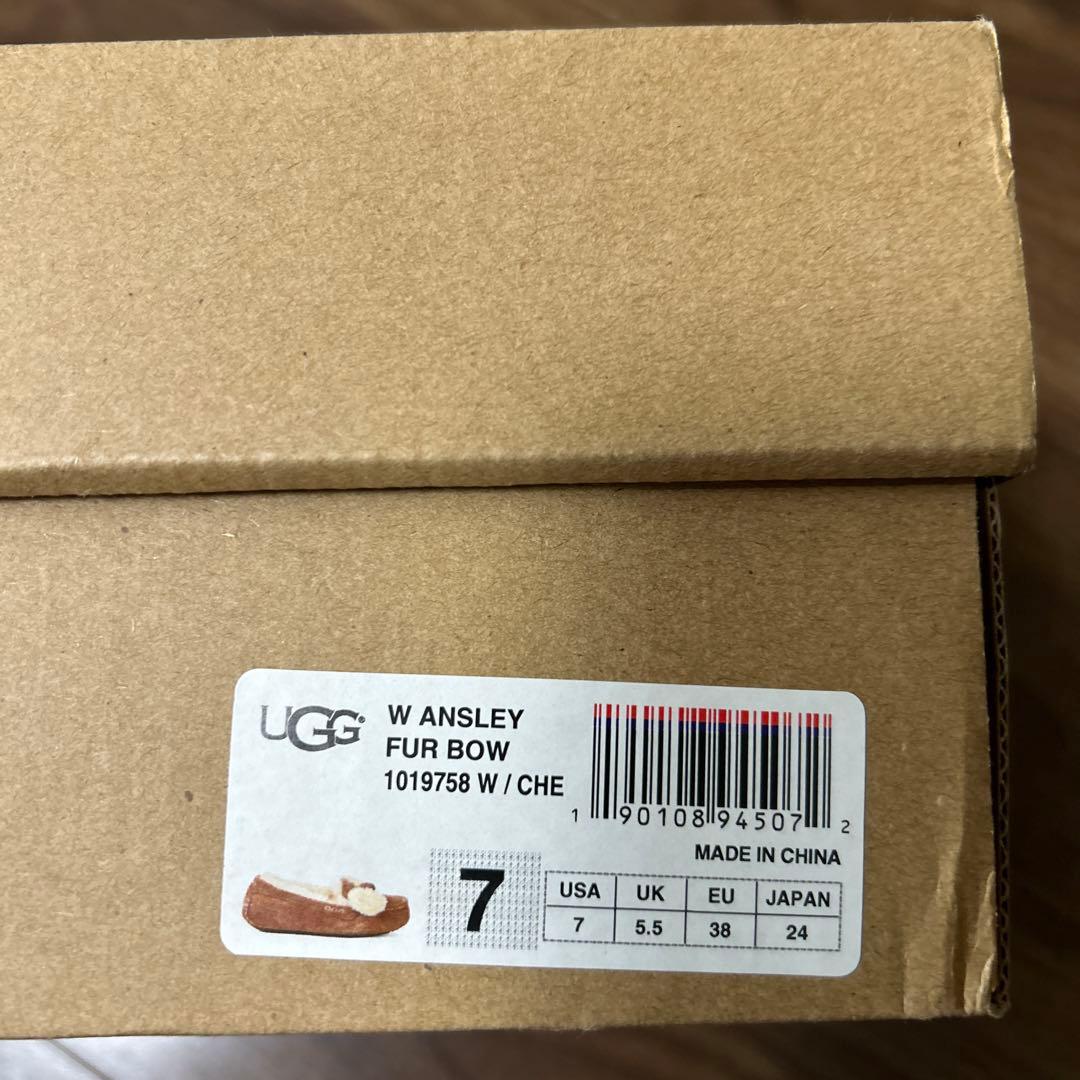 UGG
W ANSLEY
FUR BOW
1019758 W / CHE
1 90108 94507 2
MADE IN CHINA
7
USA UK EU JAPAN
7 5.5 38 24